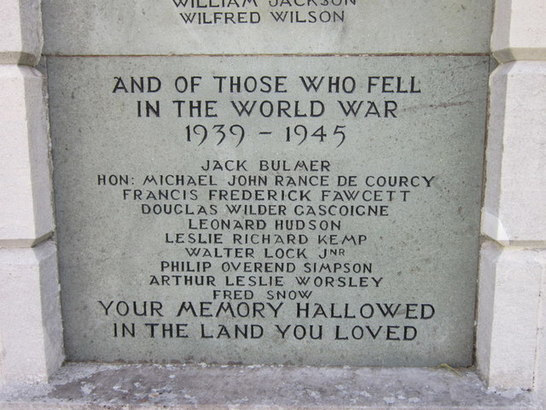 WILLIAM JACKSON
WILFRED WILSON
AND OF THOSE WHO FELL
IN THE WORLD WAR
1939 – 1945
JACK BULMER
HON: MICHAEL JOHN RANCE DE COURCY
FRANCIS FREDERICK FAWCETT
DOUGLAS WILDER GASCOIGNE
LEONARD HUDSON
LESLIE RICHARD KEMP
WALTER LOCK JNR
PHILIP OVEREND SIMPSON
ARTHUR LESLIE WORSLEY
FRED SNOW
YOUR MEMORY HALLOWED
IN THE LAND YOU LOVED